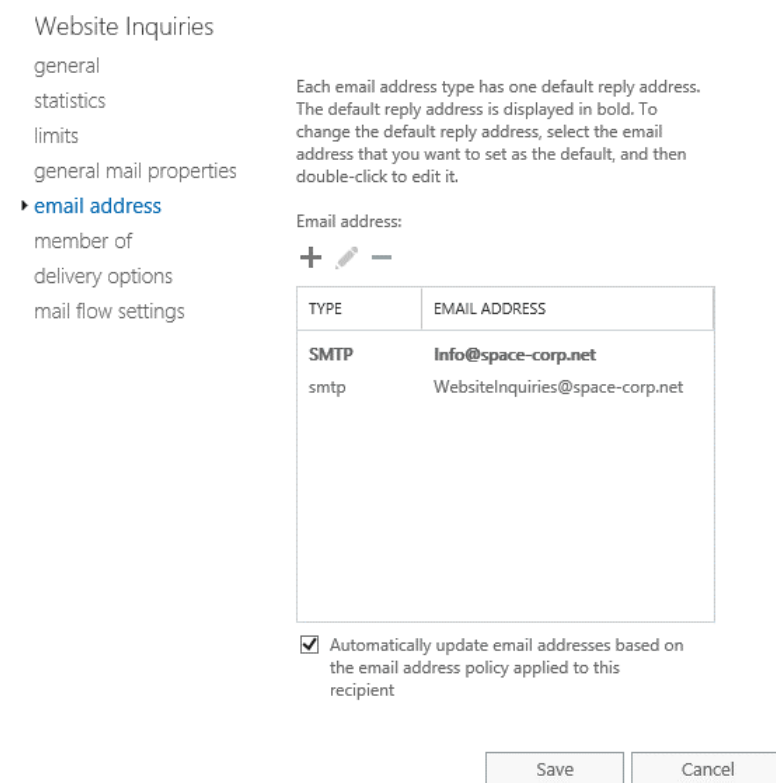 Website Inquiries
general
statistics
limits
general mail properties
email address
member of
delivery options
mail flow settings
Each email address type has one default reply address.
The default reply address is displayed in bold. To
change the default reply address, select the email
address that you want to set as the default, and then
double-click to edit it.
Email address:
TYPE EMAIL ADDRESS
SMTP Info@space-corp.net
smtp WebsiteInquiries@space-corp.net
Automatically update email addresses based on
the email address policy applied to this
recipient
Save Cancel